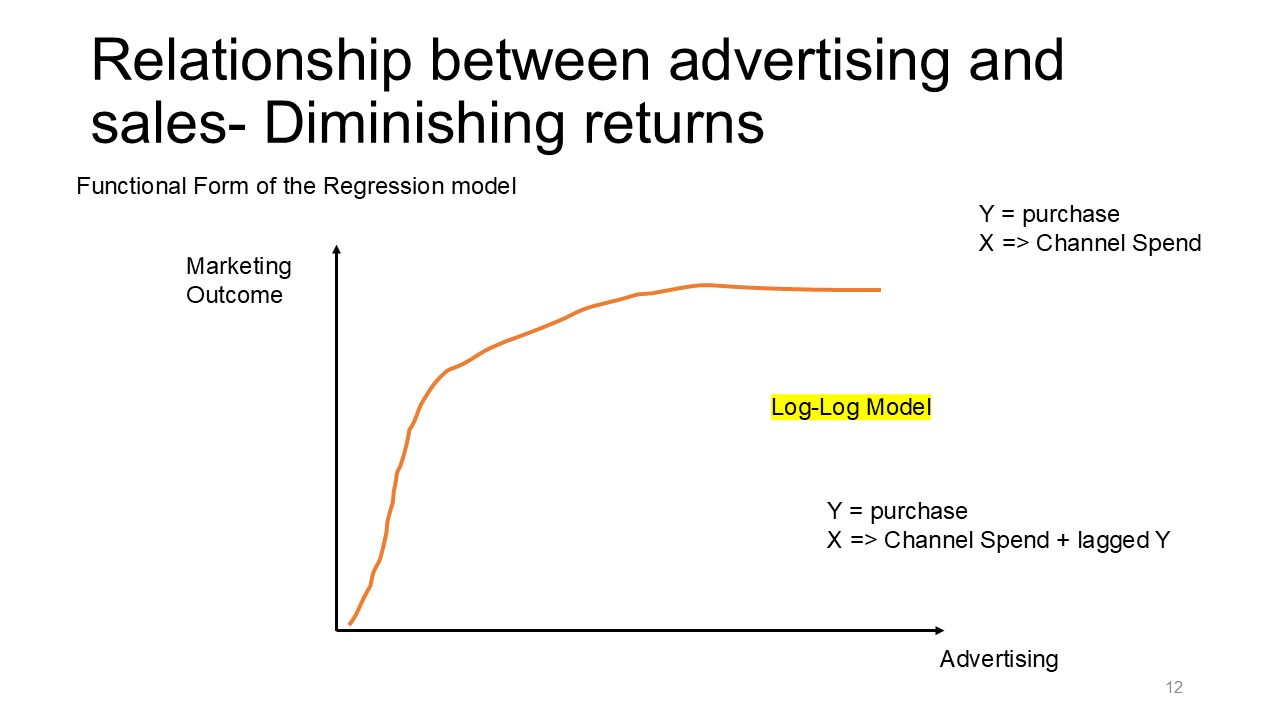 Relationship between advertising and
sales- Diminishing returns
Functional Form of the Regression model
Y = purchase
X => Channel Spend
Marketing
Outcome
Log-Log Model
Y = purchase
X => Channel Spend + lagged Y
Advertising
12